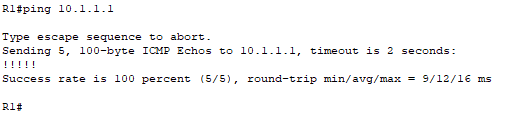 R1#ping 10.1.1.1
Type escape sequence to abort.
Sending 5, 100-byte ICMP Echos to 10.1.1.1, timeout is 2 seconds:
!!!!!
Success rate is 100 percent (5/5), round-trip min/avg/max = 9/12/16 ms
R1#